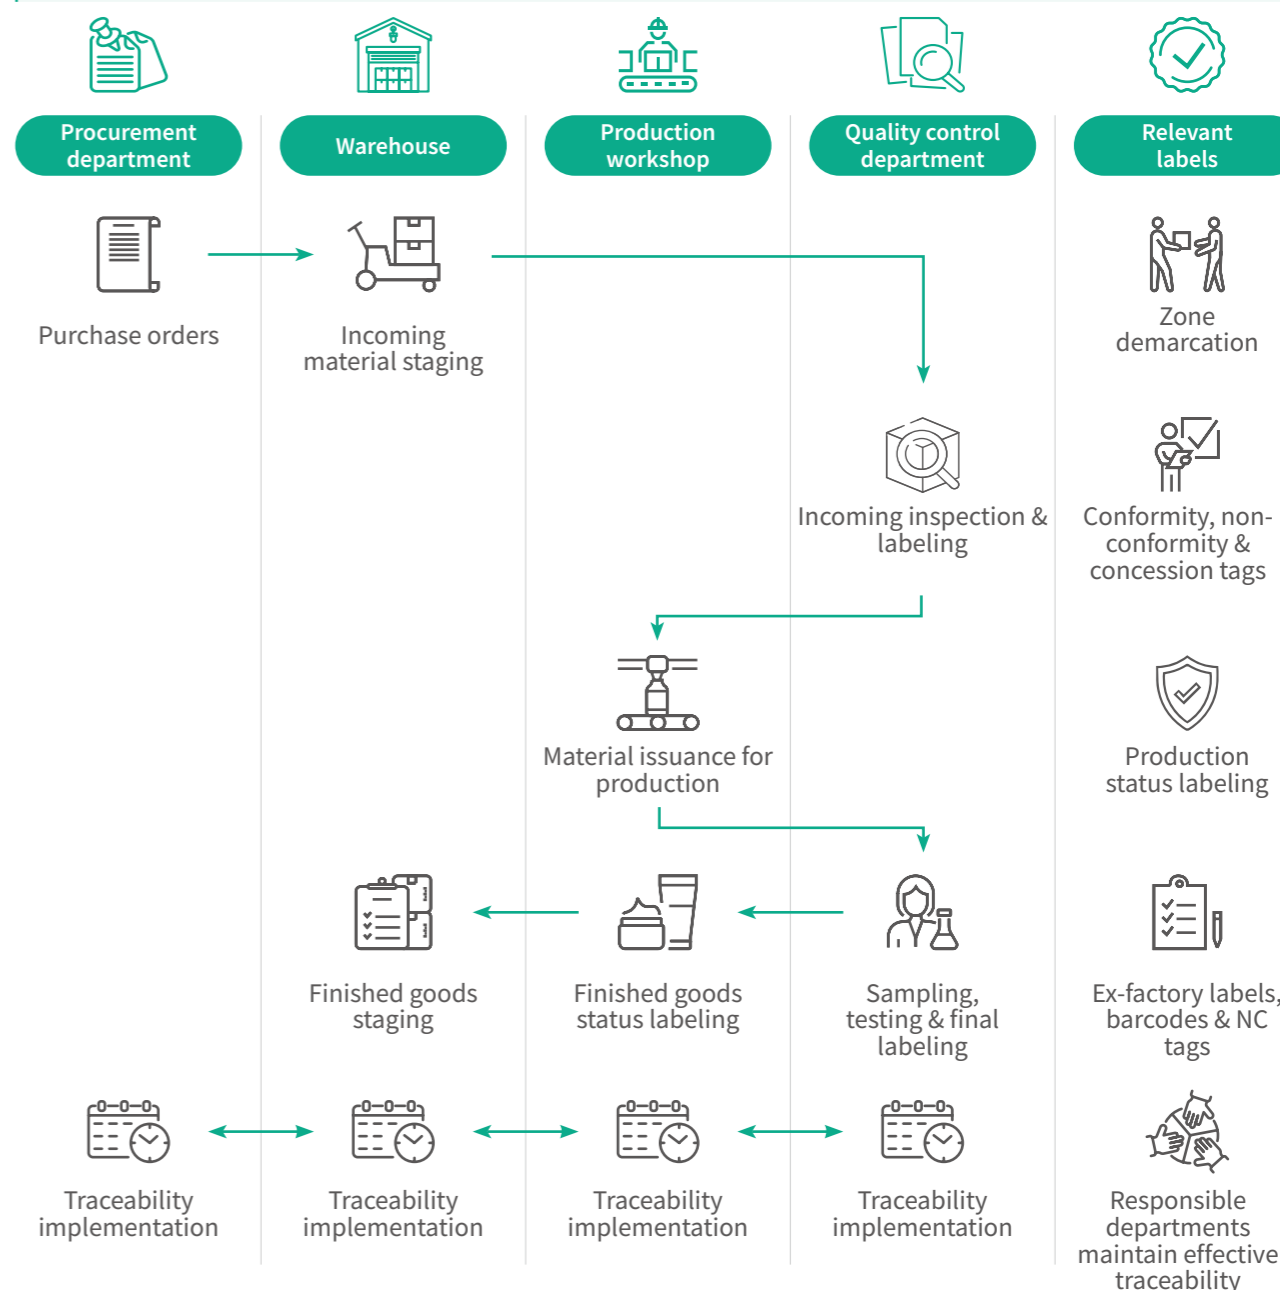 Procurement
department
Warehouse
Production
workshop
Quality control
department
Relevant
labels
Purchase orders
Incoming
material staging
Zone
demarcation
Incoming inspection &
labeling
Conformity, non-
conformity &
concession tags
Material issuance for
production
Production
status labeling
Finished goods
staging
Finished goods
status labeling
Sampling,
testing & final
labeling
Ex-factory labels,
barcodes & NC
tags
Traceability
implementation
Traceability
implementation
Traceability
implementation
Traceability
implementation
Responsible
departments
maintain effective
traceability